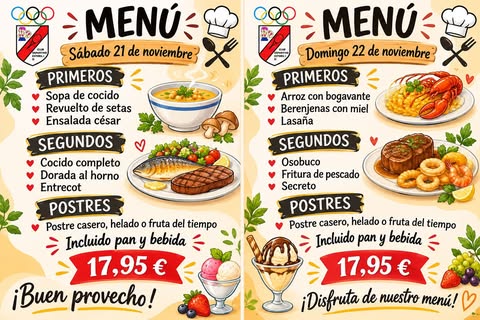 MENÚ
Sábado 21 de noviembre
PRIMEROS
Sopa de cocido
Revuelto de setas
Ensalada césar
SEGUNDOS
Cocido completo
Dorada al horno
Entrecot
POSTRES
Postre casero, helado o fruta del tiempo
Incluido pan y bebida
17,95 €
¡Buen provecho!
MENÚ
Domingo 22 de noviembre
PRIMEROS
Arroz con bogavante
Berenjenas con miel
Lasaña
SEGUNDOS
Osobuco
Fritura de pescado
Secreto
POSTRES
Postre casero, helado o fruta del tiempo
Incluido pan y bebida
17,95 €
¡Disfruta de nuestro menú!